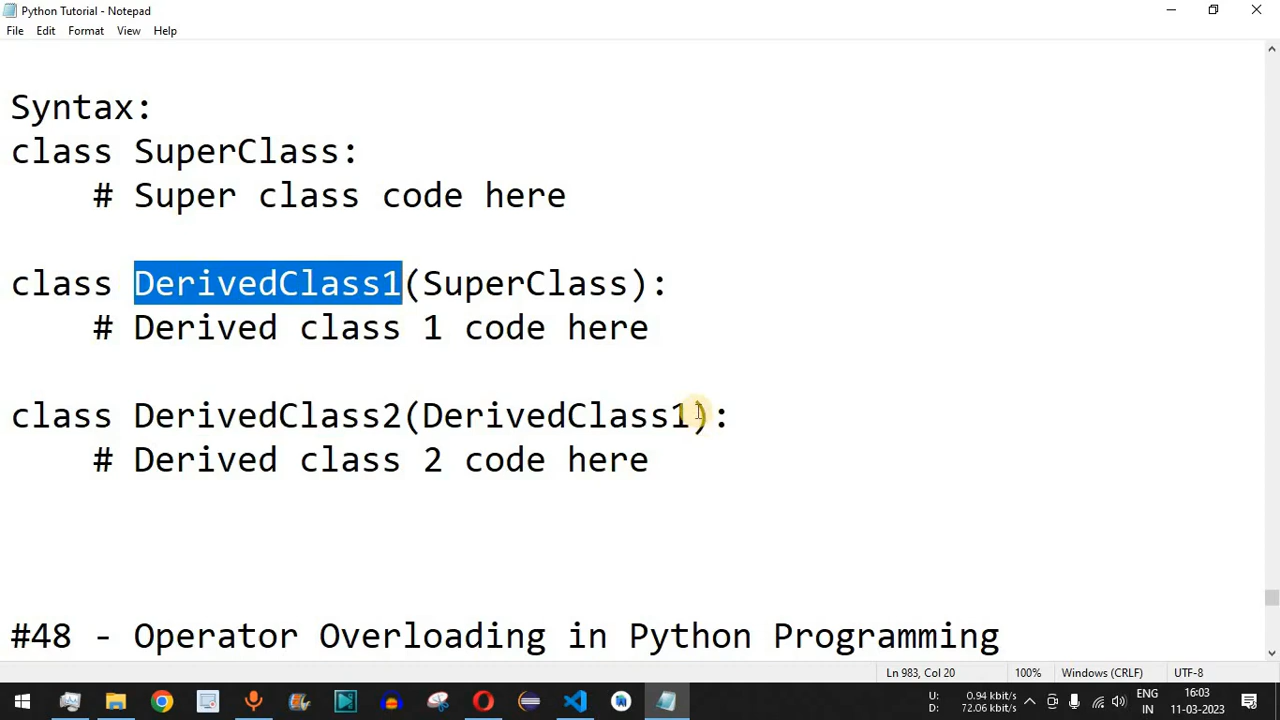 Python Tutorial - Notepad
File Edit Format View Help
Syntax:
class SuperClass:
    # Super class code here
class DerivedClass1(SuperClass):
    # Derived class 1 code here
class DerivedClass2(DerivedClass1):
    # Derived class 2 code here
#48 - Operator Overloading in Python Programming
Ln 983, Col 20 100% Windows (CRLF) UTF-8
U: 0.94 kbit/s ENG 16:03
D: 72.06 kbit/s IN 11-03-2023